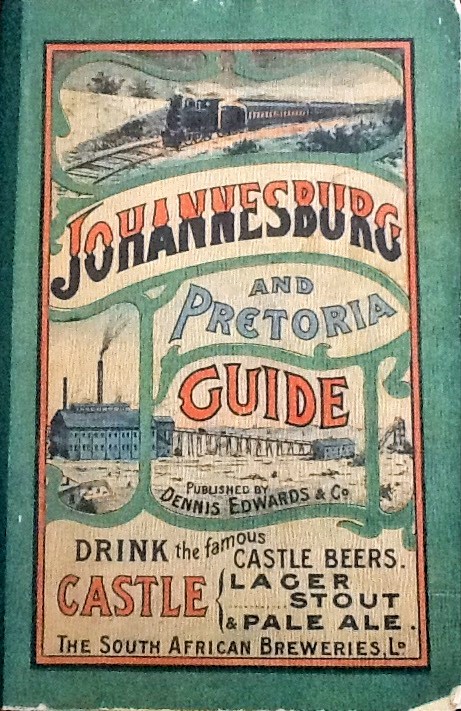 JOHANNESBURG
AND
PRETORIA
GUIDE
PUBLISHED BY
DENNIS EDWARDS & Co
DRINK the famous
CASTLE BEERS.
CASTLE { LAGER
STOUT
& PALE ALE.
THE SOUTH AFRICAN BREWERIES, LD